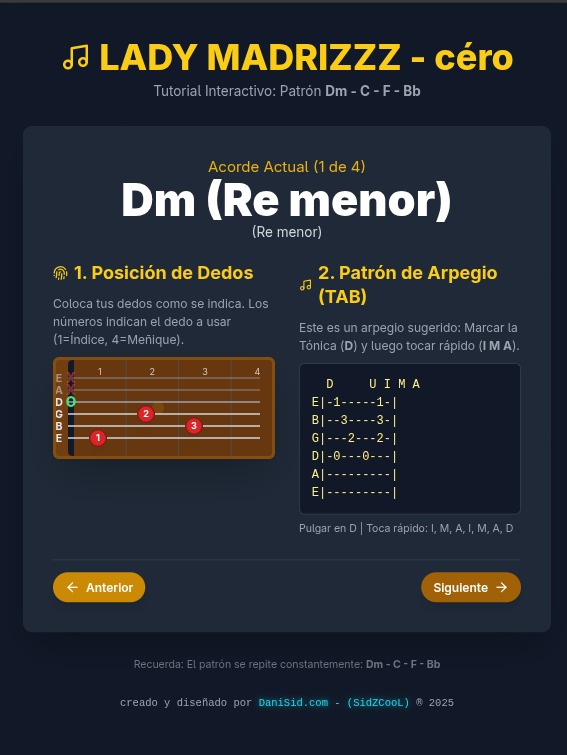 LADY MADRIZZZ - céro
Tutorial Interactivo: Patrón Dm - C - F - Bb
Acorde Actual (1 de 4)
Dm (Re menor)
(Re menor)
1. Posición de Dedos
Coloca tus dedos como se indica. Los
números indican el dedo a usar
(1=Índice, 4=Meñique).
1 2 3 4
E X
A X
D O
G 2
B 3
E 1
2. Patrón de Arpegio
(TAB)
Este es un arpegio sugerido: Marcar la
Tónica (D) y luego tocar rápido (I M A).
  D     U I M A
E|-1-----1-|
B|--3----3-|
G|---2---2-|
D|-0---0---|
A|---------|
E|---------|
Pulgar en D | Toca rápido: I, M, A, I, M, A, D
← Anterior
Siguiente →
Recuerda: El patrón se repite constantemente: Dm - C - F - Bb
creado y diseñado por DaniSid.com - (SidZCooL) ® 2025